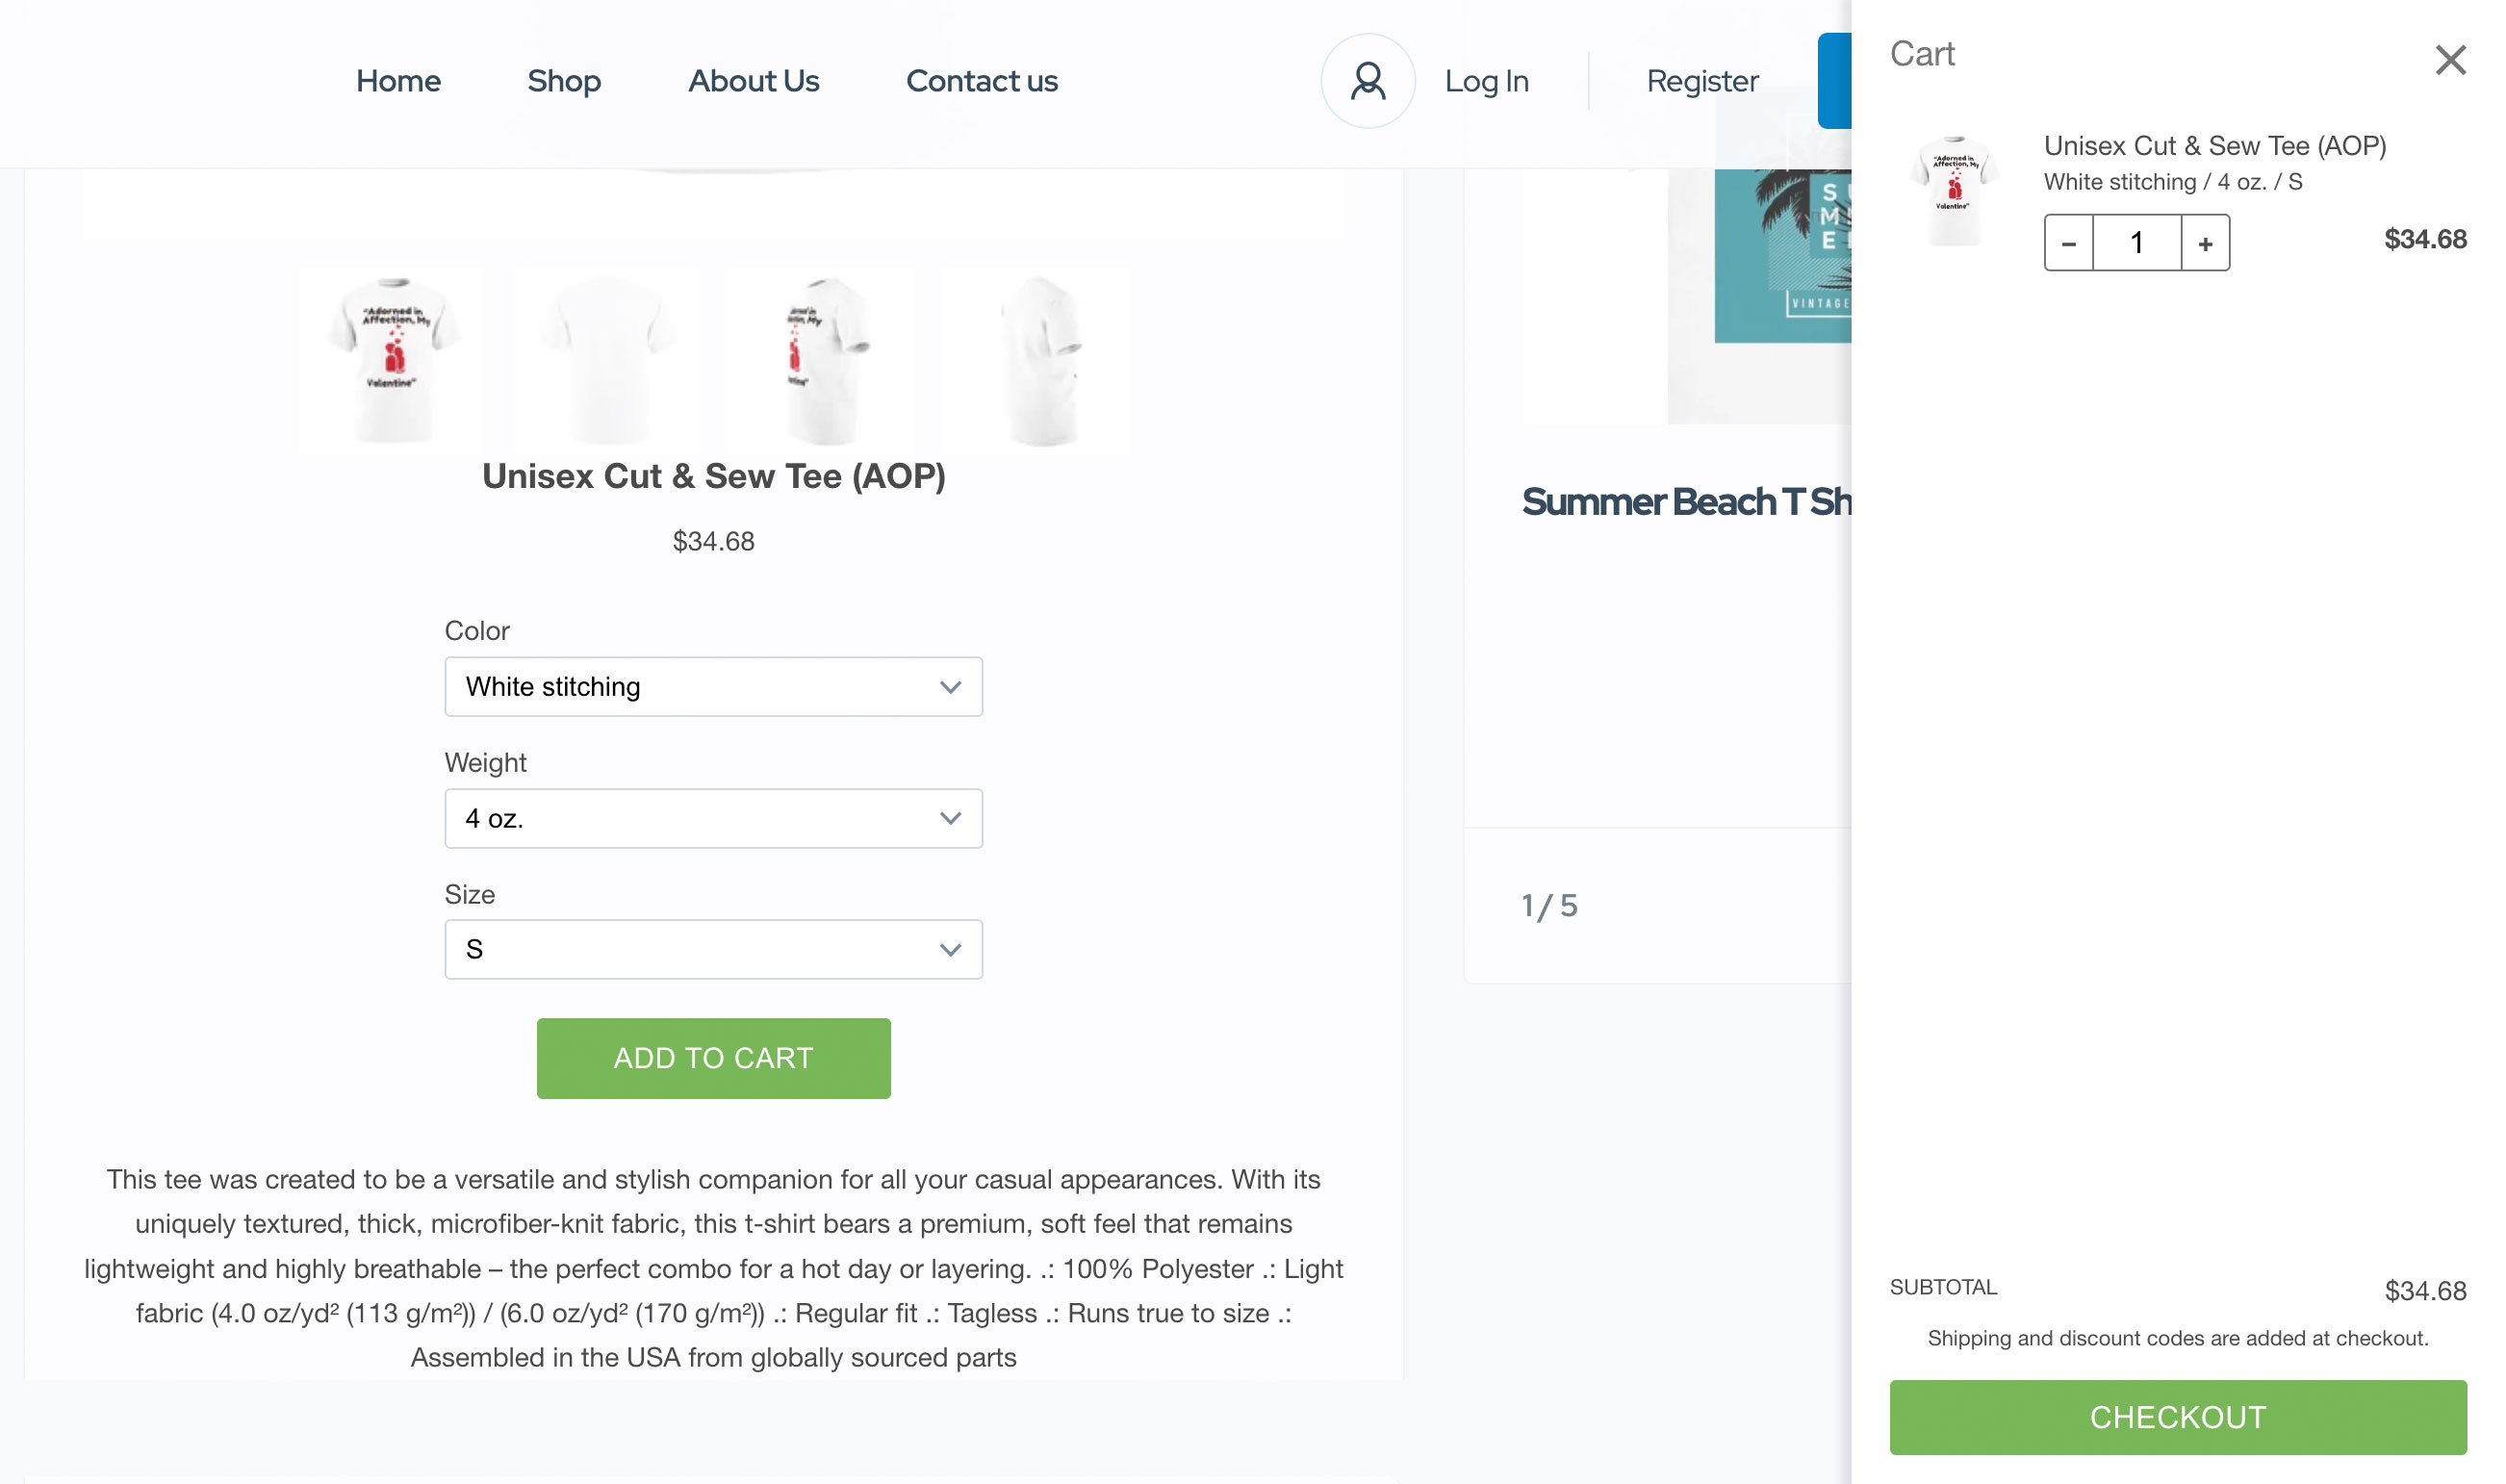 Home
Shop
About Us
Contact us
Log In
Register
"Adorned in
Affection, My
Valentine"
Unisex Cut & Sew Tee (AOP)
$34.68
Color
White stitching
Weight
4 oz.
Size
S
ADD TO CART
This tee was created to be a versatile and stylish companion for all your casual appearances. With its
uniquely textured, thick, microfiber-knit fabric, this t-shirt bears a premium, soft feel that remains
lightweight and highly breathable – the perfect combo for a hot day or layering. .: 100% Polyester .: Light
fabric (4.0 oz/yd² (113 g/m²)) / (6.0 oz/yd² (170 g/m²)) .: Regular fit .: Tagless .: Runs true to size .:
Assembled in the USA from globally sourced parts
VINTAGE
Summer Beach T Sh
1 / 5
Cart
"Adorned in
Affection, My
Valentine"
Unisex Cut & Sew Tee (AOP)
White stitching / 4 oz. / S
− 1 +
$34.68
SUBTOTAL
$34.68
Shipping and discount codes are added at checkout.
CHECKOUT